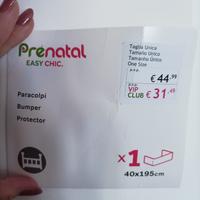 Prénatal
EASY CHIC.
Taglia Unica
Tamaño Único
Tamanho Único
One Size
€ 44,99
VIP
CLUB € 31,49
Paracolpi
Bumper
Protector
x1
40x195cm